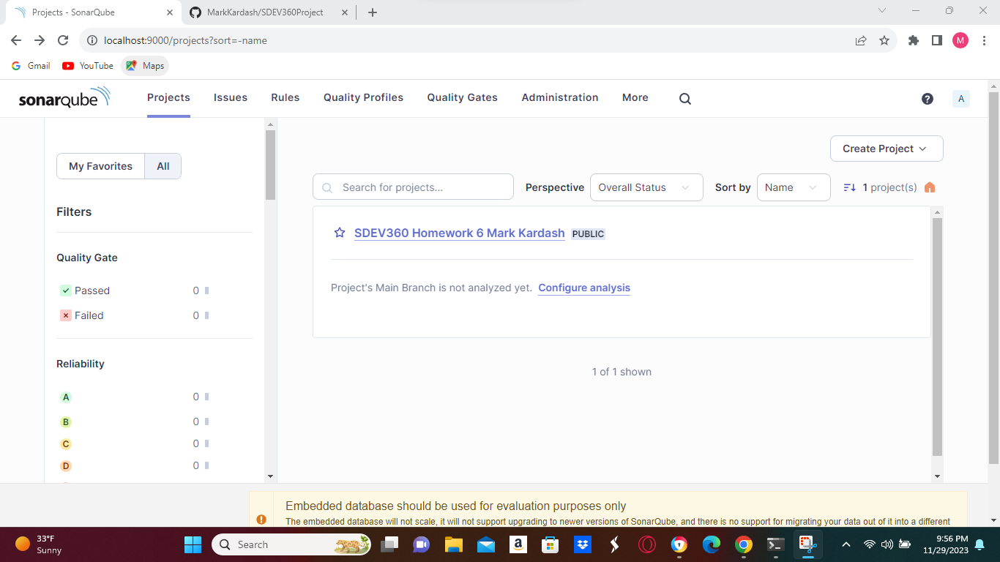 Projects - SonarQube
MarkKardash/SDEV360Project
localhost:9000/projects?sort=-name
M
Gmail
YouTube
Maps
sonarqube
Projects
Issues
Rules
Quality Profiles
Quality Gates
Administration
More
A
My Favorites
All
Create Project
Search for projects...
Perspective
Overall Status
Sort by
Name
1 project(s)
Filters
SDEV360 Homework 6 Mark Kardash PUBLIC
Quality Gate
Project's Main Branch is not analyzed yet. Configure analysis
Passed 0
Failed 0
Reliability
1 of 1 shown
A 0
B 0
C 0
D 0
Embedded database should be used for evaluation purposes only
The embedded database will not scale, it will not support upgrading to newer versions of SonarQube, and there is no support for migrating your data out of it into a different
33°F
Sunny
Search
9:56 PM
11/29/2023